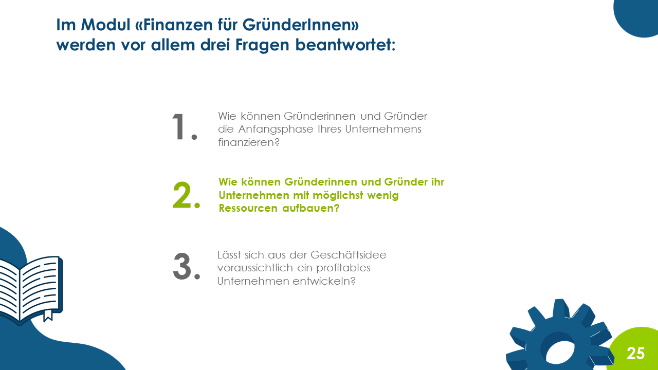 Im Modul «Finanzen für GründerInnen»
werden vor allem drei Fragen beantwortet:
1.
Wie können Gründerinnen und Gründer
die Anfangsphase Ihres Unternehmens
finanzieren?
2.
Wie können Gründerinnen und Gründer ihr
Unternehmen mit möglichst wenig
Ressourcen aufbauen?
3.
Lässt sich aus der Geschäftsidee
voraussichtlich ein profitables
Unternehmen entwickeln?
25